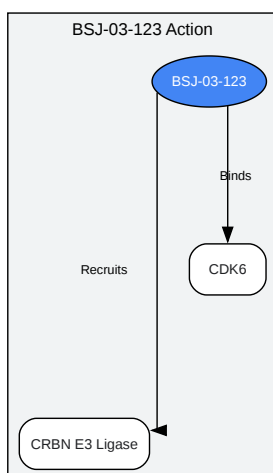 BSJ-03-123 Action
BSJ-03-123
Binds
CDK6
Recruits
CRBN E3 Ligase